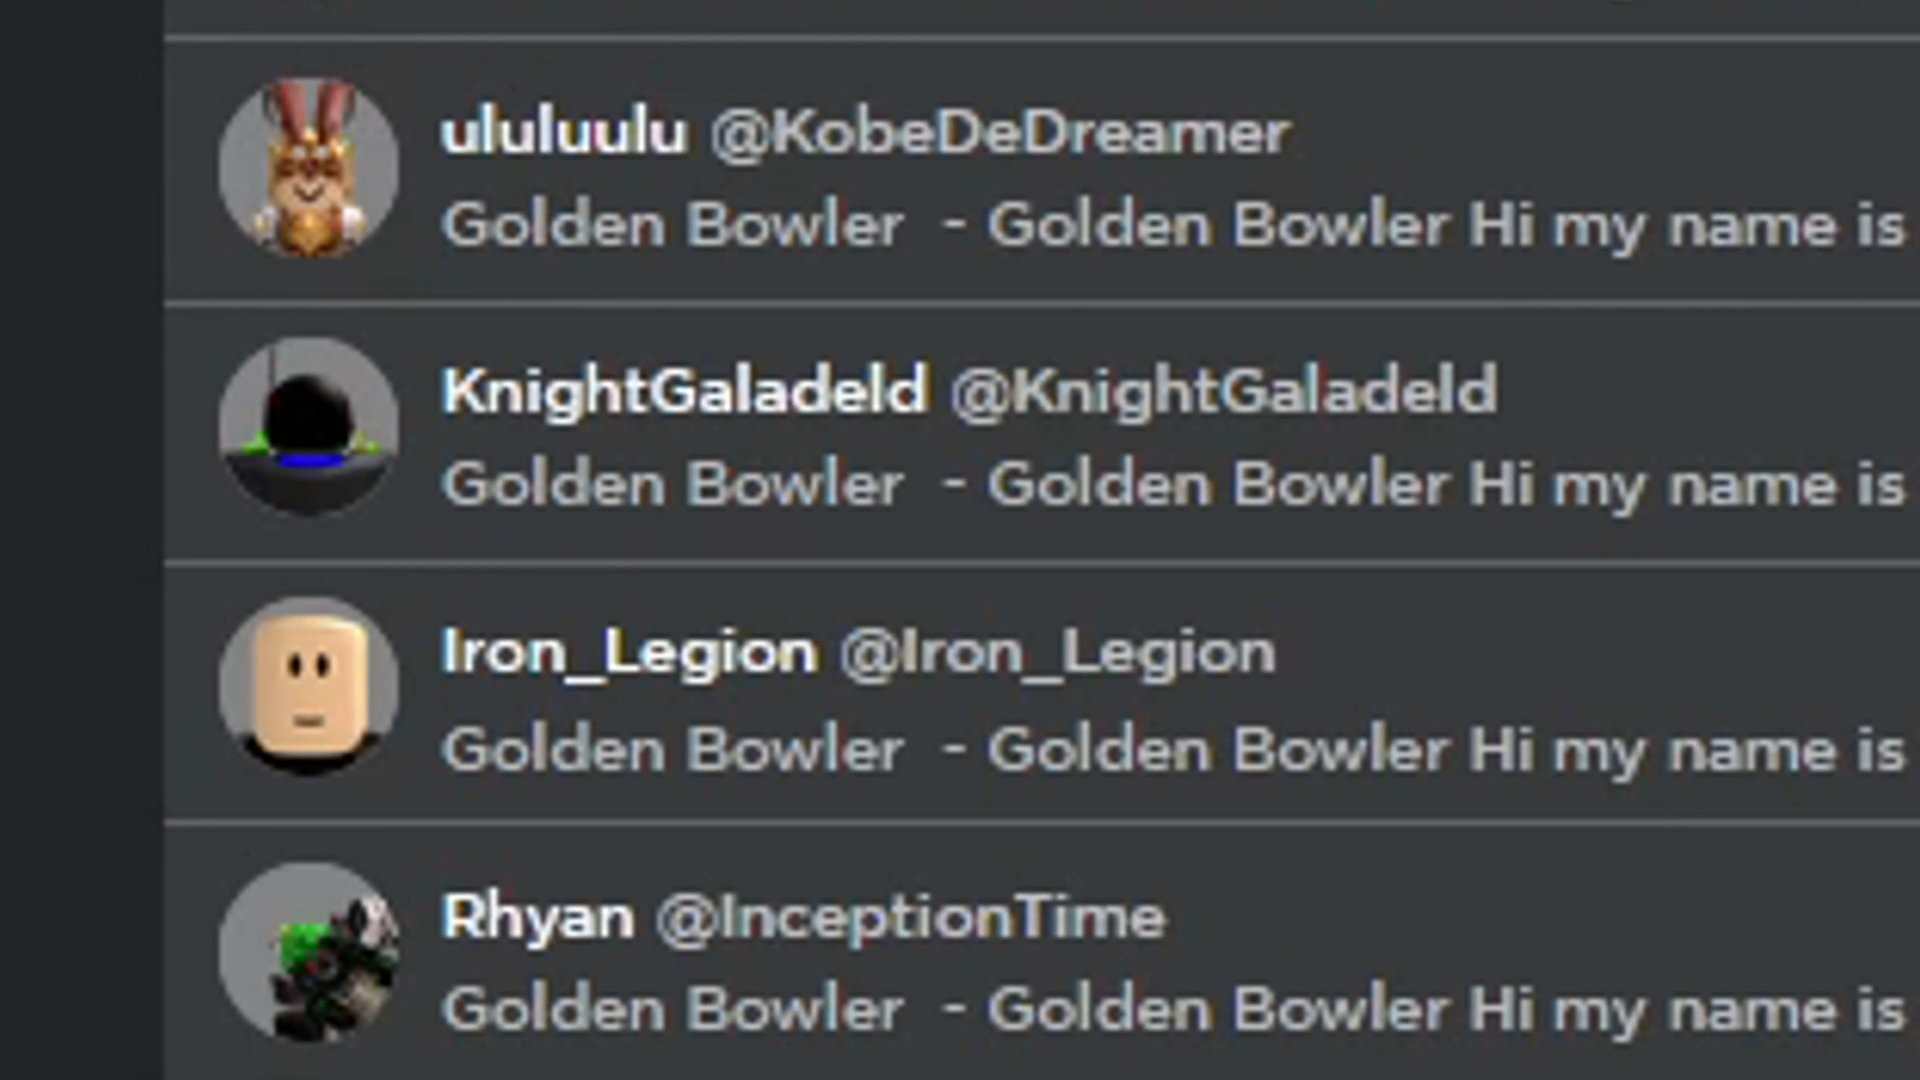 ululuulu @KobeDeDreamer
Golden Bowler - Golden Bowler Hi my name is
KnightGaladeld @KnightGaladeld
Golden Bowler - Golden Bowler Hi my name is
Iron_Legion @Iron_Legion
Golden Bowler - Golden Bowler Hi my name is
Rhyan @InceptionTime
Golden Bowler - Golden Bowler Hi my name is